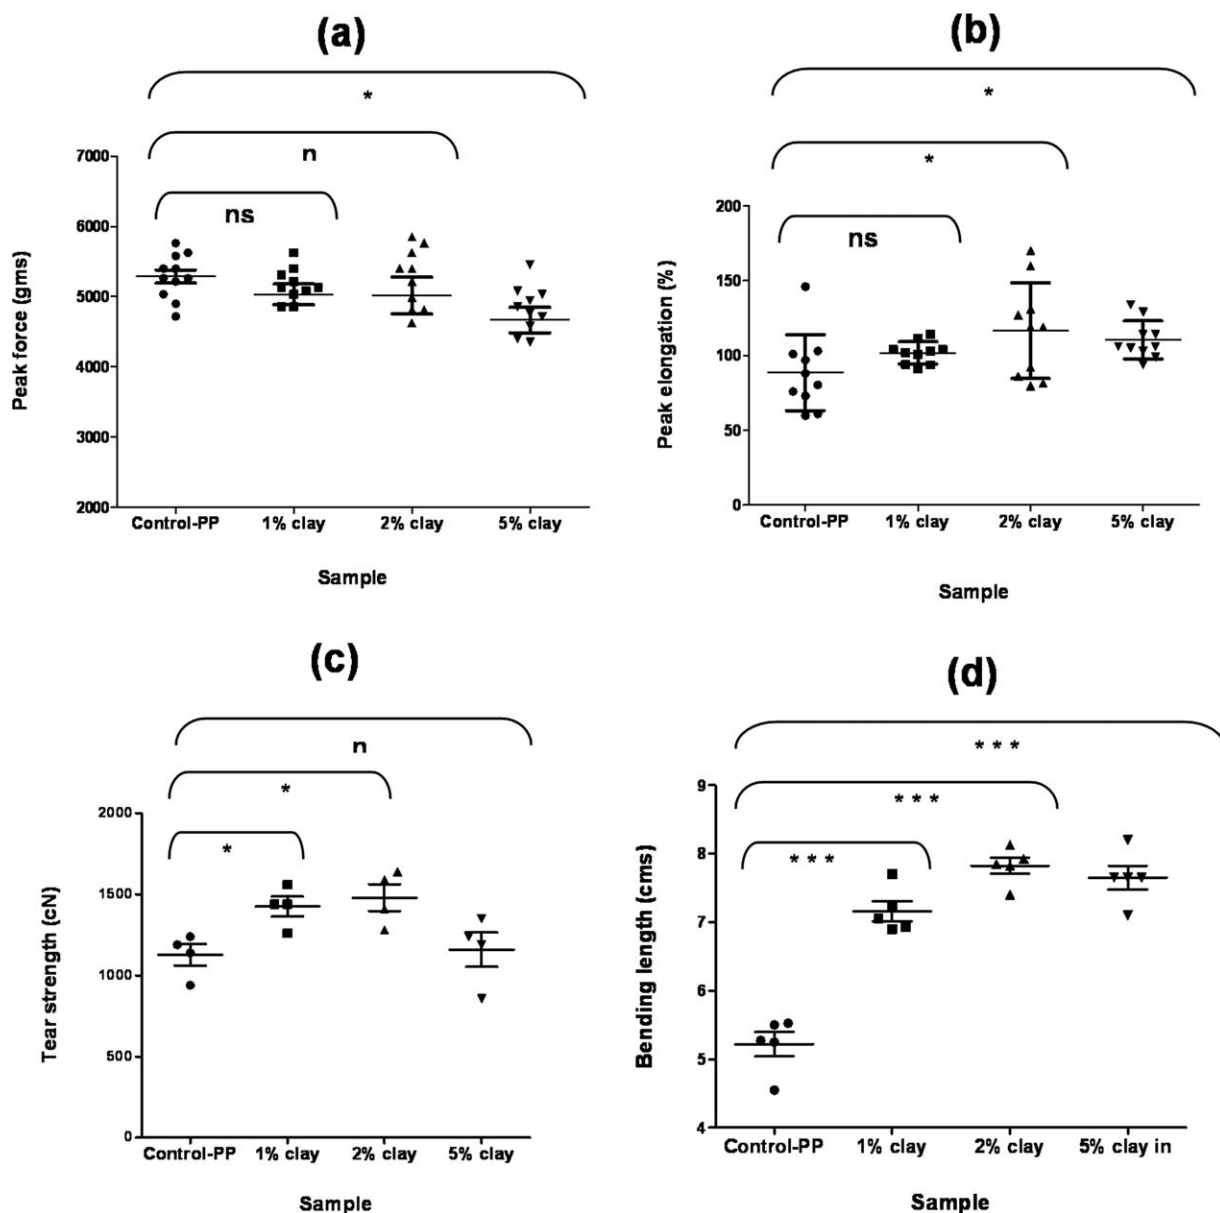 (a)
*
n
ns
7000
6000
5000
4000
3000
2000
Peak force (gms)
Control-PP 1% clay 2% clay 5% clay
Sample
(b)
*
*
ns
200
150
100
50
0
Peak elongation (%)
Control-PP 1% clay 2% clay 5% clay
Sample
(c)
n
*
*
2000
1500
1000
500
0
Tear strength (cN)
Control-PP 1% clay 2% clay 5% clay
Sample
(d)
***
***
***
9
8
7
6
5
4
Bending length (cms)
Control-PP 1% clay 2% clay 5% clay in
Sample